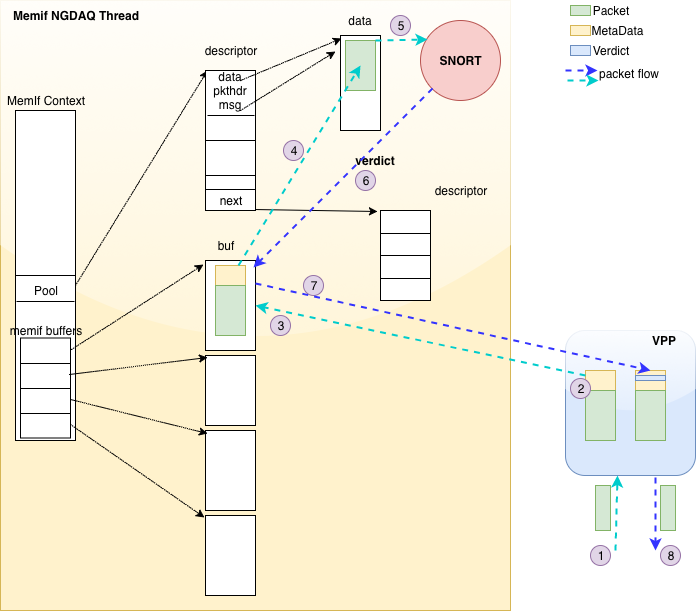 Memif NGDAQ Thread
data
5
Packet
MetaData
Verdict
packet flow
descriptor
SNORT
data
pkthdr
msg
MemIf Context
4
verdict
6
descriptor
next
buf
Pool
7
3
memif buffers
VPP
2
1
8